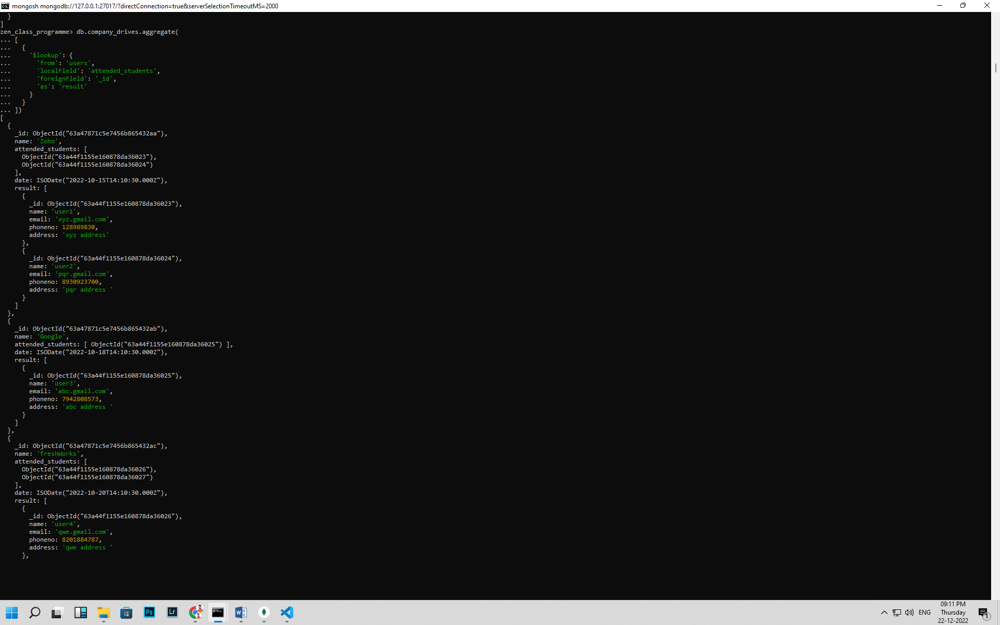 mongosh mongodb://127.0.0.1:27017/?directConnection=true&serverSelectionTimeoutMS=2000
  }
]
zen_class_programme> db.company_drives.aggregate(
... [
...   {
...     '$lookup': {
...       'from': 'users',
...       'localField': 'attended_students',
...       'foreignField': '_id',
...       'as': 'result'
...     }
...   }
... ])
[
  {
    _id: ObjectId("63a47871c5e7456b865432aa"),
    name: 'Zoho',
    attended_students: [
      ObjectId("63a44f1155e160878da36023"),
      ObjectId("63a44f1155e160878da36024")
    ],
    date: ISODate("2022-10-15T14:10:30.000Z"),
    result: [
      {
        _id: ObjectId("63a44f1155e160878da36023"),
        name: 'user1',
        email: 'xyz.gmail.com',
        phoneno: 128989830,
        address: 'xyz address'
      },
      {
        _id: ObjectId("63a44f1155e160878da36024"),
        name: 'user2',
        email: 'pqr.gmail.com',
        phoneno: 8930923700,
        address: 'pqr address '
      }
    ]
  },
  {
    _id: ObjectId("63a47871c5e7456b865432ab"),
    name: 'Google',
    attended_students: [ ObjectId("63a44f1155e160878da36025") ],
    date: ISODate("2022-10-18T14:10:30.000Z"),
    result: [
      {
        _id: ObjectId("63a44f1155e160878da36025"),
        name: 'user3',
        email: 'abc.gmail.com',
        phoneno: 7942808573,
        address: 'abc address '
      }
    ]
  },
  {
    _id: ObjectId("63a47871c5e7456b865432ac"),
    name: 'freshWorks',
    attended_students: [
      ObjectId("63a44f1155e160878da36026"),
      ObjectId("63a44f1155e160878da36027")
    ],
    date: ISODate("2022-10-20T14:10:30.000Z"),
    result: [
      {
        _id: ObjectId("63a44f1155e160878da36026"),
        name: 'user4',
        email: 'qwe.gmail.com',
        phoneno: 8201884787,
        address: 'qwe address '
      },
Ps
Lr
ENG
09:11 PM
Thursday
22-12-2022
1